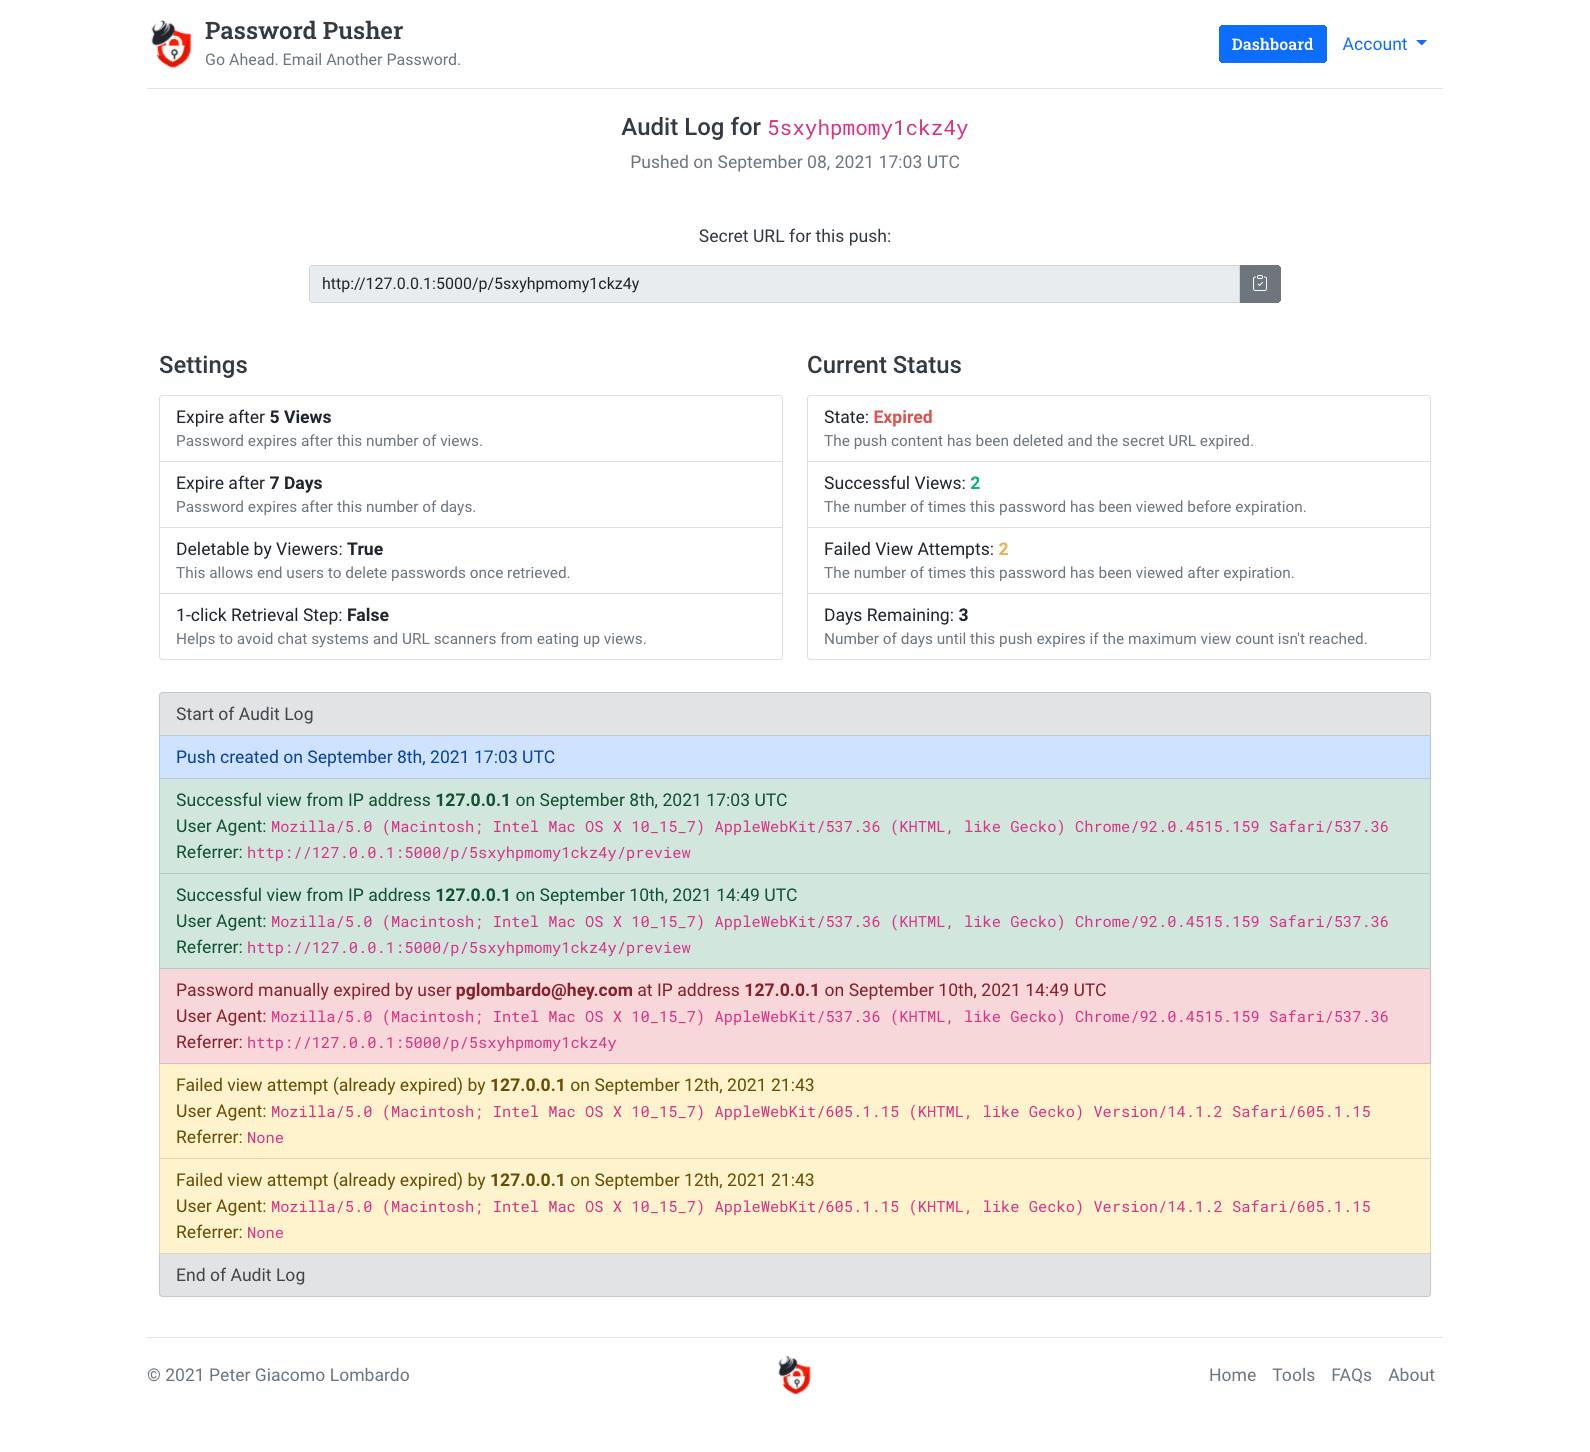 Password Pusher
Go Ahead. Email Another Password.
Dashboard
Account
Audit Log for 5sxyhpmomy1ckz4y
Pushed on September 08, 2021 17:03 UTC
Secret URL for this push:
http://127.0.0.1:5000/p/5sxyhpmomy1ckz4y
Settings
Expire after 5 Views
Password expires after this number of views.
Expire after 7 Days
Password expires after this number of days.
Deletable by Viewers: True
This allows end users to delete passwords once retrieved.
1-click Retrieval Step: False
Helps to avoid chat systems and URL scanners from eating up views.
Current Status
State: Expired
The push content has been deleted and the secret URL expired.
Successful Views: 2
The number of times this password has been viewed before expiration.
Failed View Attempts: 2
The number of times this password has been viewed after expiration.
Days Remaining: 3
Number of days until this push expires if the maximum view count isn't reached.
Start of Audit Log
Push created on September 8th, 2021 17:03 UTC
Successful view from IP address 127.0.0.1 on September 8th, 2021 17:03 UTC
User Agent: Mozilla/5.0 (Macintosh; Intel Mac OS X 10_15_7) AppleWebKit/537.36 (KHTML, like Gecko) Chrome/92.0.4515.159 Safari/537.36
Referrer: http://127.0.0.1:5000/p/5sxyhpmomy1ckz4y/preview
Successful view from IP address 127.0.0.1 on September 10th, 2021 14:49 UTC
User Agent: Mozilla/5.0 (Macintosh; Intel Mac OS X 10_15_7) AppleWebKit/537.36 (KHTML, like Gecko) Chrome/92.0.4515.159 Safari/537.36
Referrer: http://127.0.0.1:5000/p/5sxyhpmomy1ckz4y/preview
Password manually expired by user pglombardo@hey.com at IP address 127.0.0.1 on September 10th, 2021 14:49 UTC
User Agent: Mozilla/5.0 (Macintosh; Intel Mac OS X 10_15_7) AppleWebKit/537.36 (KHTML, like Gecko) Chrome/92.0.4515.159 Safari/537.36
Referrer: http://127.0.0.1:5000/p/5sxyhpmomy1ckz4y
Failed view attempt (already expired) by 127.0.0.1 on September 12th, 2021 21:43
User Agent: Mozilla/5.0 (Macintosh; Intel Mac OS X 10_15_7) AppleWebKit/605.1.15 (KHTML, like Gecko) Version/14.1.2 Safari/605.1.15
Referrer: None
Failed view attempt (already expired) by 127.0.0.1 on September 12th, 2021 21:43
User Agent: Mozilla/5.0 (Macintosh; Intel Mac OS X 10_15_7) AppleWebKit/605.1.15 (KHTML, like Gecko) Version/14.1.2 Safari/605.1.15
Referrer: None
End of Audit Log
© 2021 Peter Giacomo Lombardo
Home Tools FAQs About